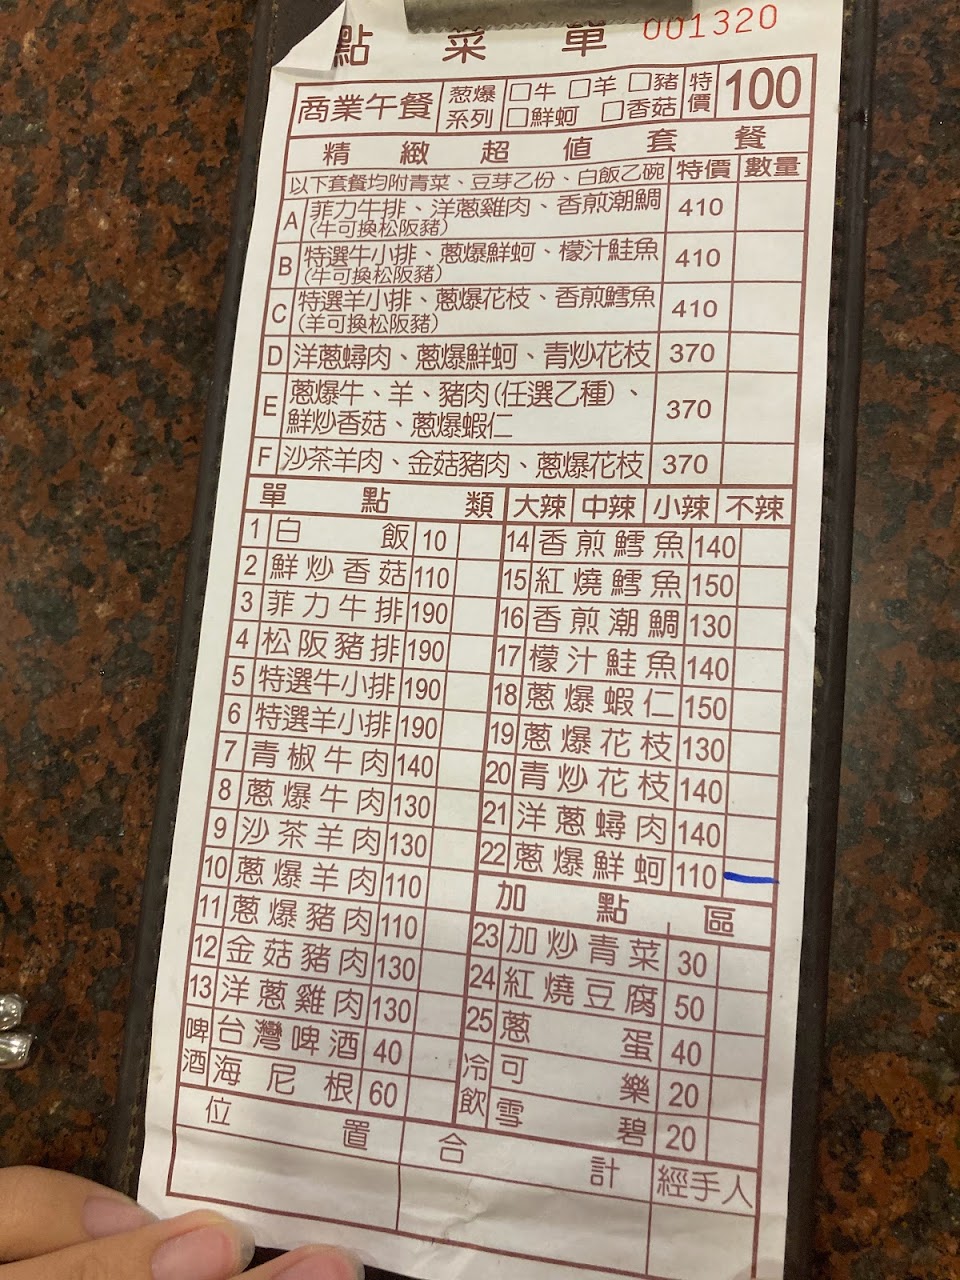 點菜單 001320
商業午餐 葱爆系列 □牛 □羊 □豬 □鮮蚵 □香菇 特價 100
精緻超值套餐
以下套餐均附青菜、豆芽乙份、白飯乙碗 特價 數量
A 菲力牛排、洋蔥雞肉、香煎潮鯛 410
(牛可換松阪豬)
B 特選牛小排、蔥爆鮮蚵、檬汁鮭魚 410
(牛可換松阪豬)
C 特選羊小排、蔥爆花枝、香煎鱈魚 410
(羊可換松阪豬)
D 洋蔥蟳肉、蔥爆鮮蚵、青炒花枝 370
E 蔥爆牛、羊、豬肉(任選乙種)、
鮮炒香菇、蔥爆蝦仁 370
F 沙茶羊肉、金菇豬肉、蔥爆花枝 370
單點類 大辣 中辣 小辣 不辣
1 白飯 10
2 鮮炒香菇 110
3 菲力牛排 190
4 松阪豬排 190
5 特選牛小排 190
6 特選羊小排 190
7 青椒牛肉 140
8 蔥爆牛肉 130
9 沙茶羊肉 130
10 蔥爆羊肉 110
11 蔥爆豬肉 110
12 金菇豬肉 130
13 洋蔥雞肉 130
啤酒 台灣啤酒 40
海尼根 60
14 香煎鱈魚 140
15 紅燒鱈魚 150
16 香煎潮鯛 130
17 檬汁鮭魚 140
18 蔥爆蝦仁 150
19 蔥爆花枝 130
20 青炒花枝 140
21 洋蔥蟳肉 140
22 蔥爆鮮蚵 110
加點區
23 加炒青菜 30
24 紅燒豆腐 50
25 蔥蛋 40
冷飲 可樂 20
雪碧 20
位置 合計 經手人